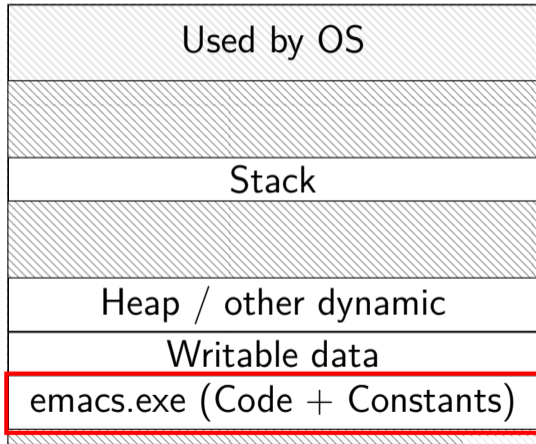 Used by OS
Stack
Heap / other dynamic
Writable data
emacs.exe (Code + Constants)